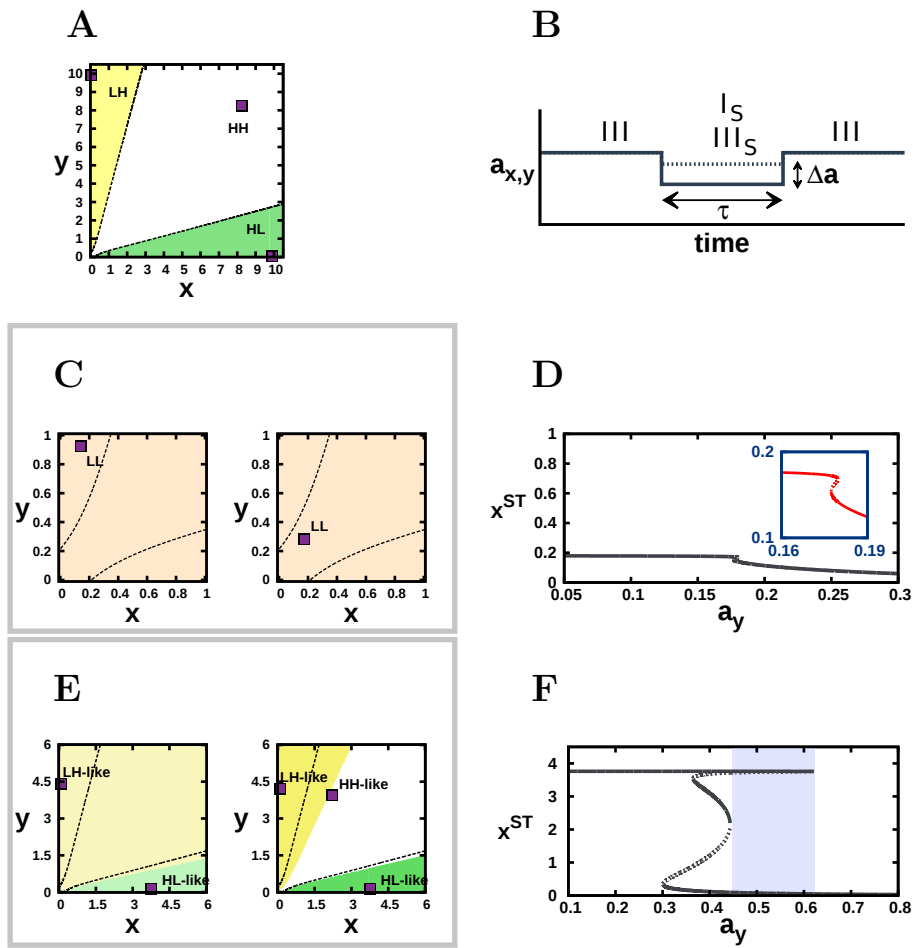 A
10
9
8
7
6
5
4
3
2
1
0
y
LH
HH
HL
0 1 2 3 4 5 6 7 8 9 10
x
B
I_S
III III_S III
a_x,y
Δa
τ
time
C
1
0.8
0.6
0.4
0.2
0
y
LL
0 0.2 0.4 0.6 0.8 1
x
1
0.8
0.6
0.4
0.2
0
y
LL
0 0.2 0.4 0.6 0.8 1
x
D
1
0.8
0.6
0.4
0.2
0
x^ST
0.2
0.1
0.16 0.19
0.05 0.1 0.15 0.2 0.25 0.3
a_y
E
6
4.5
3
1.5
0
y
LH-like
HL-like
0 1.5 3 4.5 6
x
6
4.5
3
1.5
0
y
LH-like
HH-like
HL-like
0 1.5 3 4.5 6
x
F
4
3
2
1
0
x^ST
0.1 0.2 0.3 0.4 0.5 0.6 0.7 0.8
a_y